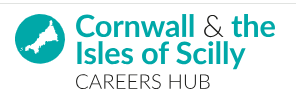 Cornwall & the
Isles of Scilly
CAREERS HUB